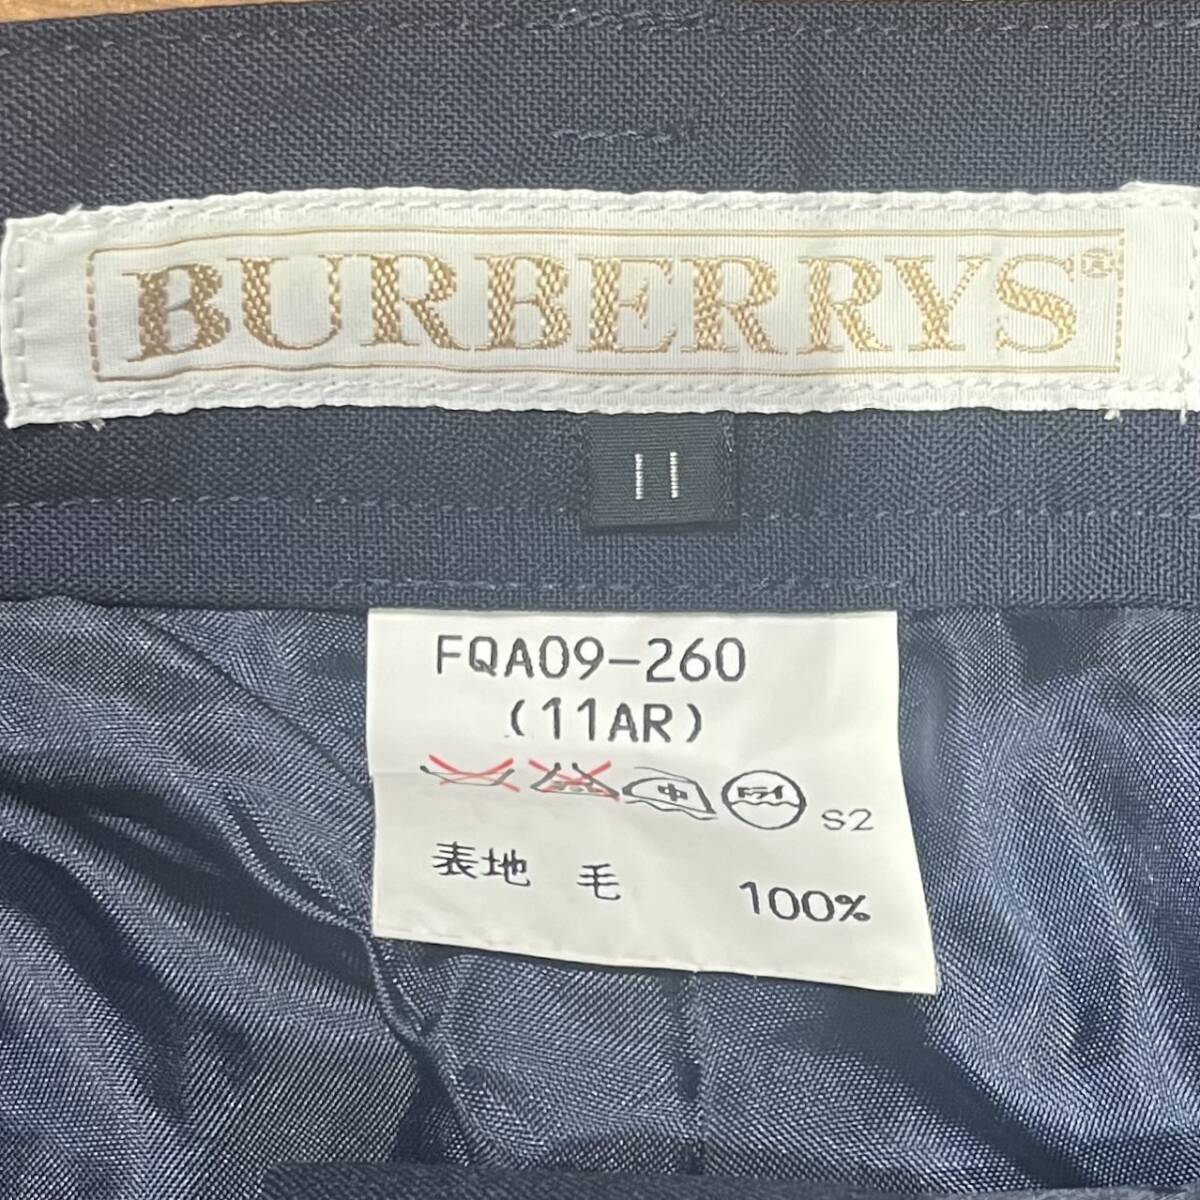 BURBERRYS®
11
FQA09-260
(11AR)
中 ドライ S2
表地 毛 100%